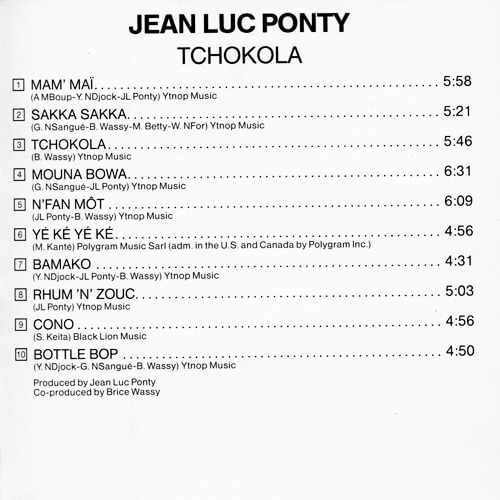 JEAN LUC PONTY
TCHOKOLA
1 MAM' MAÏ 5:58
(A MBoup-Y. NDjock-JL Ponty) Ytnop Music
2 SAKKA SAKKA 5:21
(G. NSangué-B. Wassy-M. Betty-W. NFor) Ytnop Music
3 TCHOKOLA 5:46
(B. Wassy) Ytnop Music
4 MOUNA BOWA 6:31
(G. NSangué-JL Ponty) Ytnop Music
5 N'FAN MÔT 6:09
(JL Ponty-B. Wassy) Ytnop Music
6 YÉ KÉ YÉ KÉ 4:56
(M. Kanté) Polygram Music Sarl (adm. in the U.S. and Canada by Polygram Inc.)
7 BAMAKO 4:31
(Y. NDjock-JL Ponty-B. Wassy) Ytnop Music
8 RHUM 'N' ZOUC 5:03
(JL Ponty) Ytnop Music
9 CONO 4:56
(S. Keita) Black Lion Music
10 BOTTLE BOP 4:50
(Y. NDjock-G. NSangué-B. Wassy) Ytnop Music
Produced by Jean Luc Ponty
Co-produced by Brice Wassy